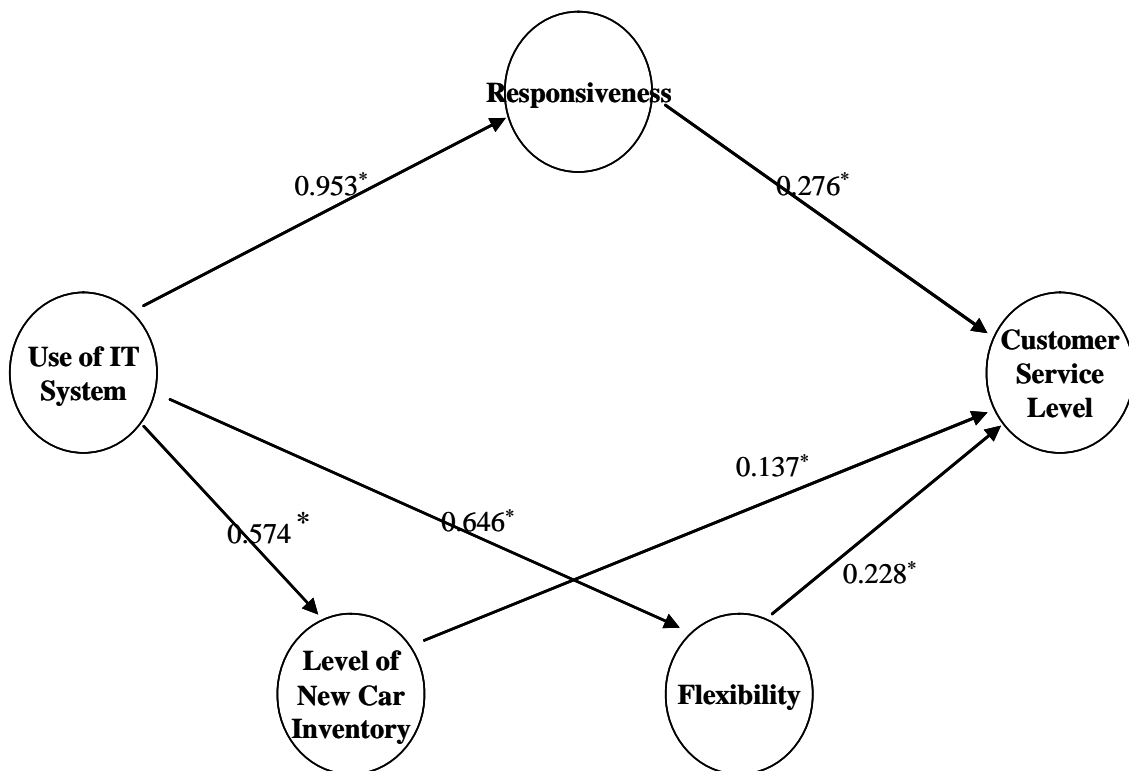 Responsiveness
0.953*
0.276*
Use of IT
System
Customer
Service
Level
0.137*
0.574 *
0.646*
0.228*
Level of
New Car
Inventory
Flexibility